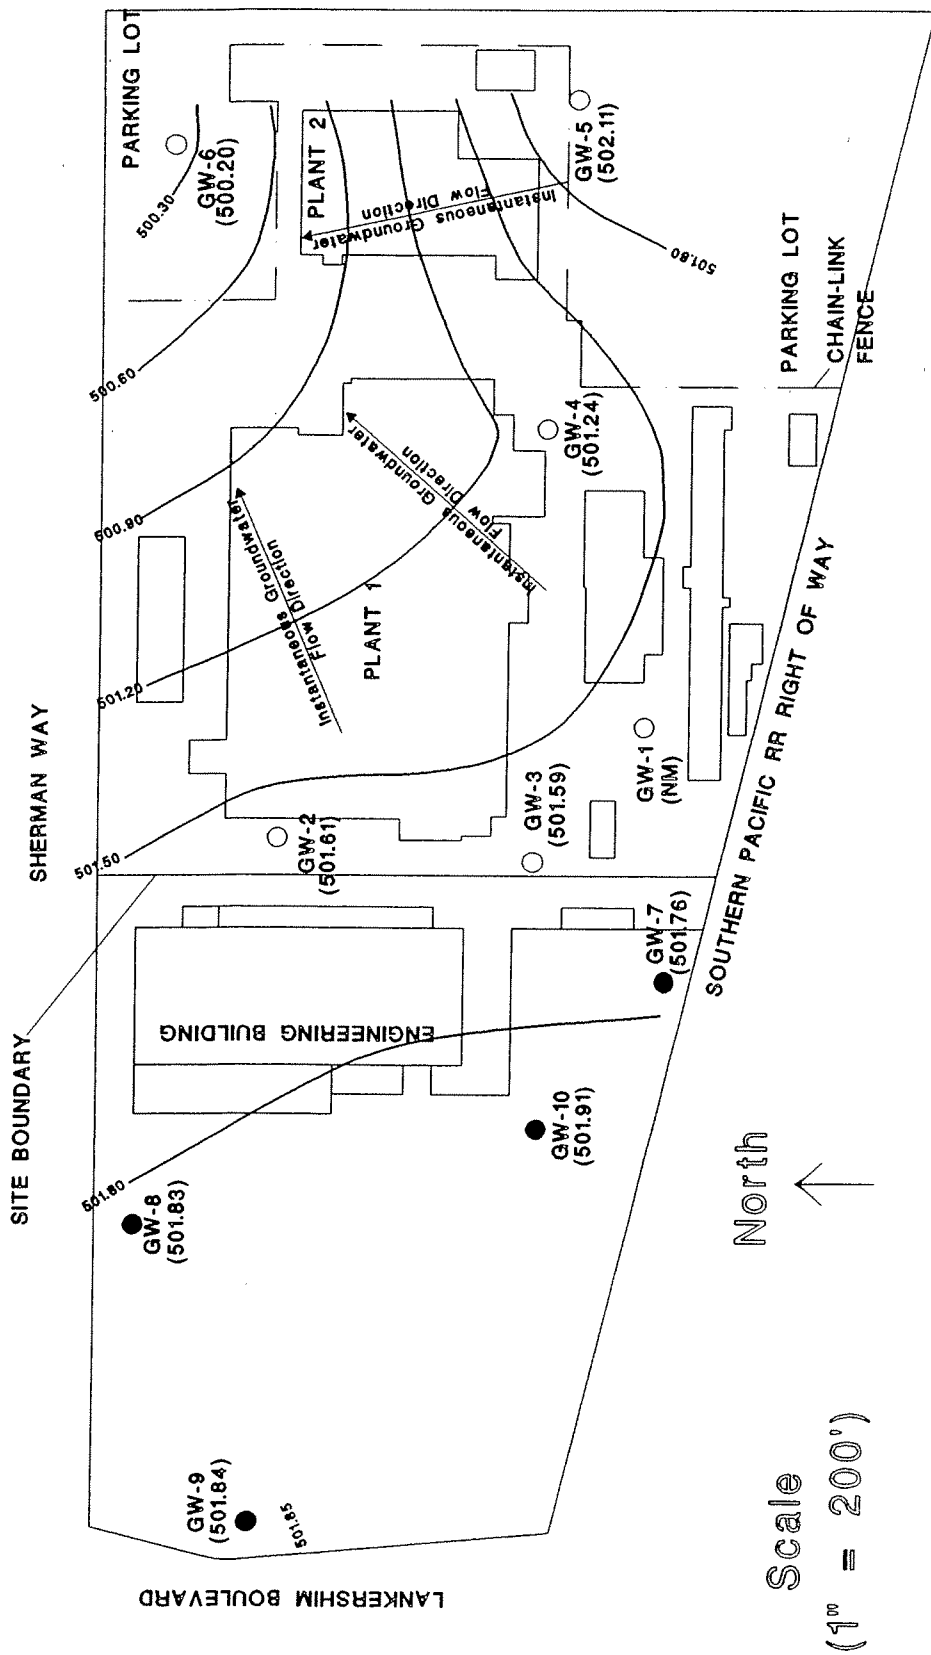 SITE BOUNDARY
SHERMAN WAY
PARKING LOT
GW-6
(500.20)
500.30
500.60
500.90
501.20
501.50
501.80
PLANT 2
Instantaneous Groundwater
Flow Direction
GW-5
(502.11)
501.80
PARKING LOT
CHAIN-LINK
FENCE
GW-4
(501.24)
Instantaneous Groundwater
Flow Direction
Instantaneous Groundwater
Flow Direction
PLANT 1
GW-1
(NM)
GW-3
(501.59)
GW-2
(501.61)
SOUTHERN PACIFIC RR RIGHT OF WAY
GW-7
(501.76)
ENGINEERING BUILDING
GW-10
(501.91)
GW-8
(501.83)
GW-9
(501.84)
501.85
LANKERSHIM BOULEVARD
North
Scale
(1" = 200')